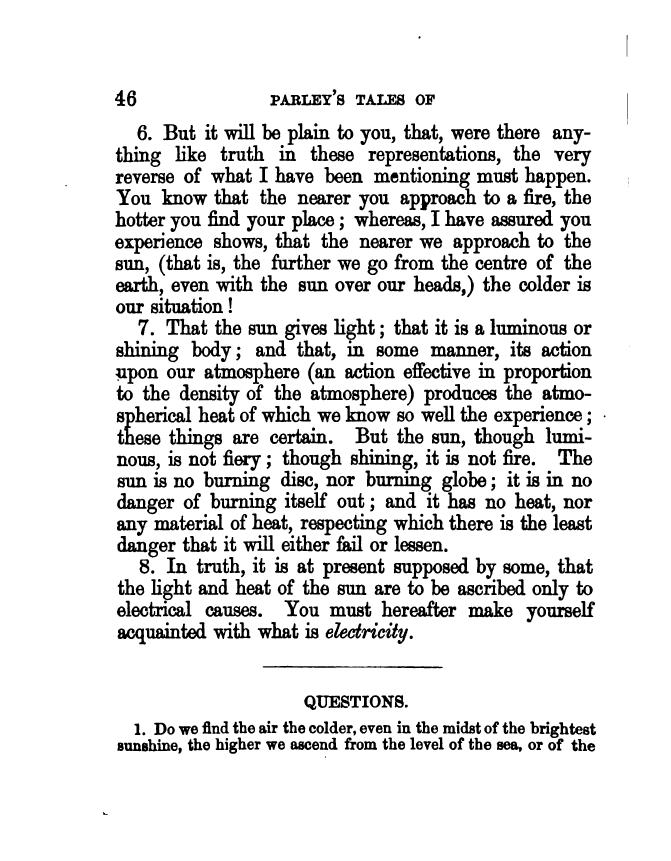 46 PARLEY'S TALES OF
6. But it will be plain to you, that, were there any-
thing like truth in these representations, the very
reverse of what I have been mentioning must happen.
You know that the nearer you approach to a fire, the
hotter you find your place; whereas, I have assured you
experience shows, that the nearer we approach to the
sun, (that is, the further we go from the centre of the
earth, even with the sun over our heads,) the colder is
our situation!
7. That the sun gives light; that it is a luminous or
shining body; and that, in some manner, its action
upon our atmosphere (an action effective in proportion
to the density of the atmosphere) produces the atmo-
spherical heat of which we know so well the experience;
these things are certain. But the sun, though lumi-
nous, is not fiery; though shining, it is not fire. The
sun is no burning disc, nor burning globe; it is in no
danger of burning itself out; and it has no heat, nor
any material of heat, respecting which there is the least
danger that it will either fail or lessen.
8. In truth, it is at present supposed by some, that
the light and heat of the sun are to be ascribed only to
electrical causes. You must hereafter make yourself
acquainted with what is electricity.
QUESTIONS.
1. Do we find the air the colder, even in the midst of the brightest
sunshine, the higher we ascend from the level of the sea, or of the